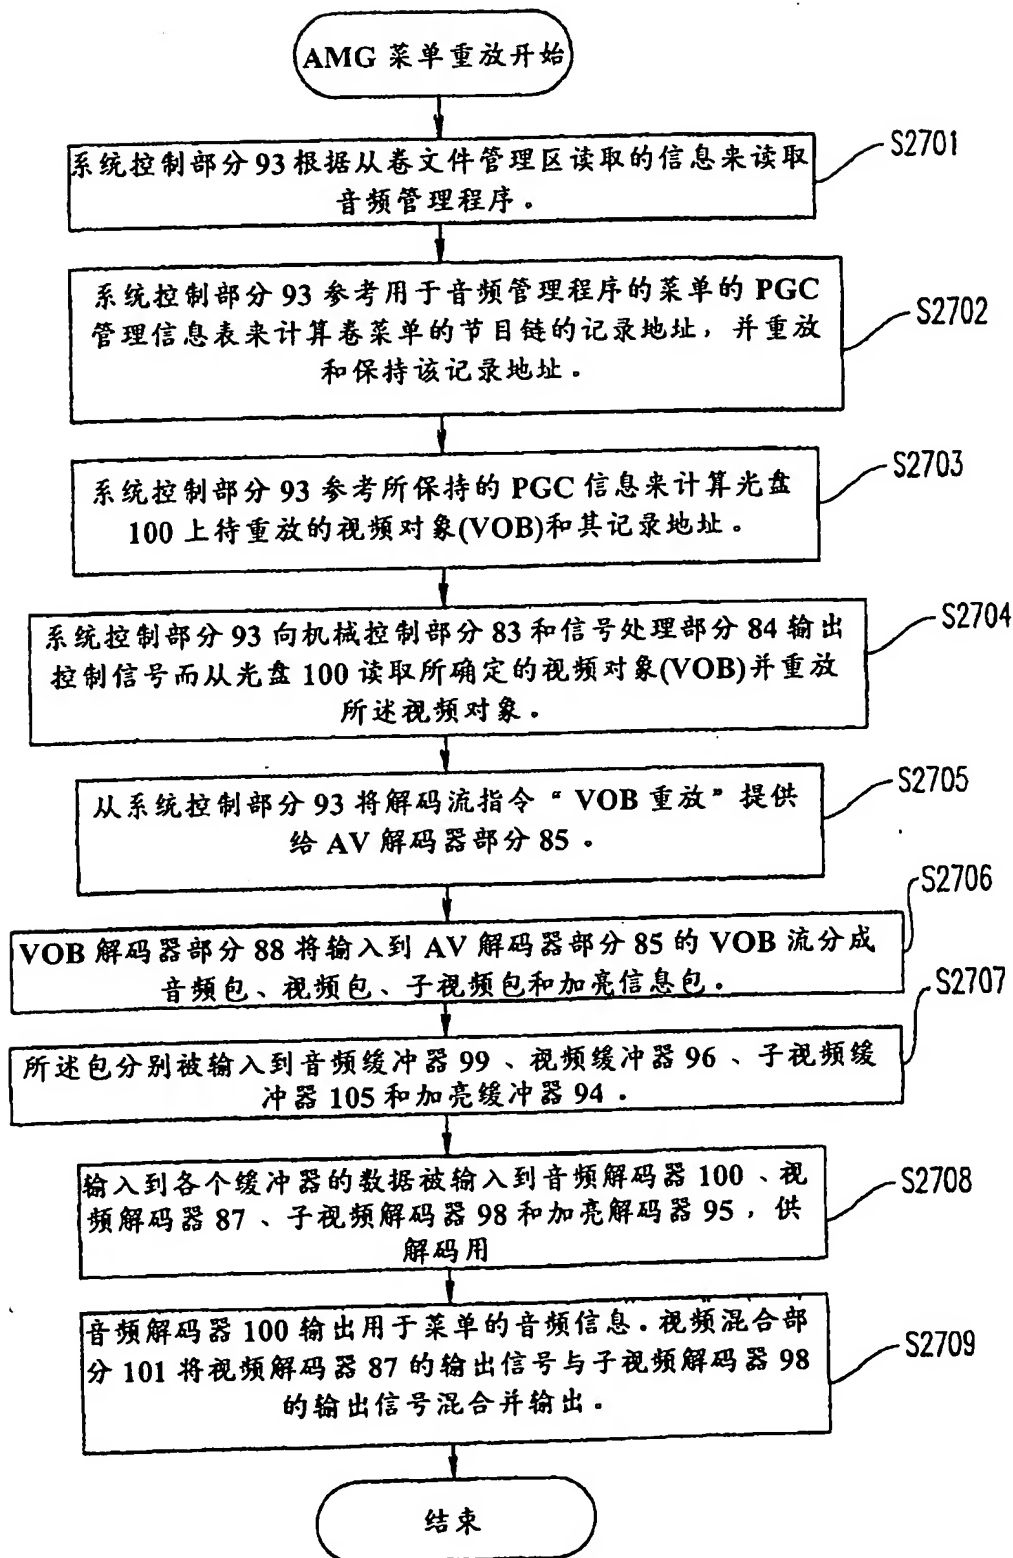 AMG 菜单重放开始
系统控制部分 93 根据从卷文件管理区读取的信息来读取
音频管理程序。
S2701
系统控制部分 93 参考用于音频管理程序的菜单的 PGC
管理信息表来计算卷菜单的节目链的记录地址, 并重放
和保持该记录地址。
S2702
系统控制部分 93 参考所保持的 PGC 信息来计算光盘
100 上待重放的视频对象(VOB)和其记录地址。
S2703
系统控制部分 93 向机械控制部分 83 和信号处理部分 84 输出
控制信号而从光盘 100 读取所确定的视频对象(VOB)并重放
所述视频对象。
S2704
从系统控制部分 93 将解码流指令“VOB 重放”提供
给 AV 解码器部分 85。
S2705
VOB 解码器部分 88 将输入到 AV 解码器部分 85 的 VOB 流分成
音频包、视频包、子视频包和加亮信息包。
S2706
所述包分别被输入到音频缓冲器 99、视频缓冲器 96、子视频缓
冲器 105 和加亮缓冲器 94。
S2707
输入到各个缓冲器的数据被输入到音频解码器 100、视
频解码器 87、子视频解码器 98 和加亮解码器 95, 供
解码用
S2708
音频解码器 100 输出用于菜单的音频信息。视频混合部
分 101 将视频解码器 87 的输出信号与子视频解码器 98
的输出信号混合并输出。
S2709
结束